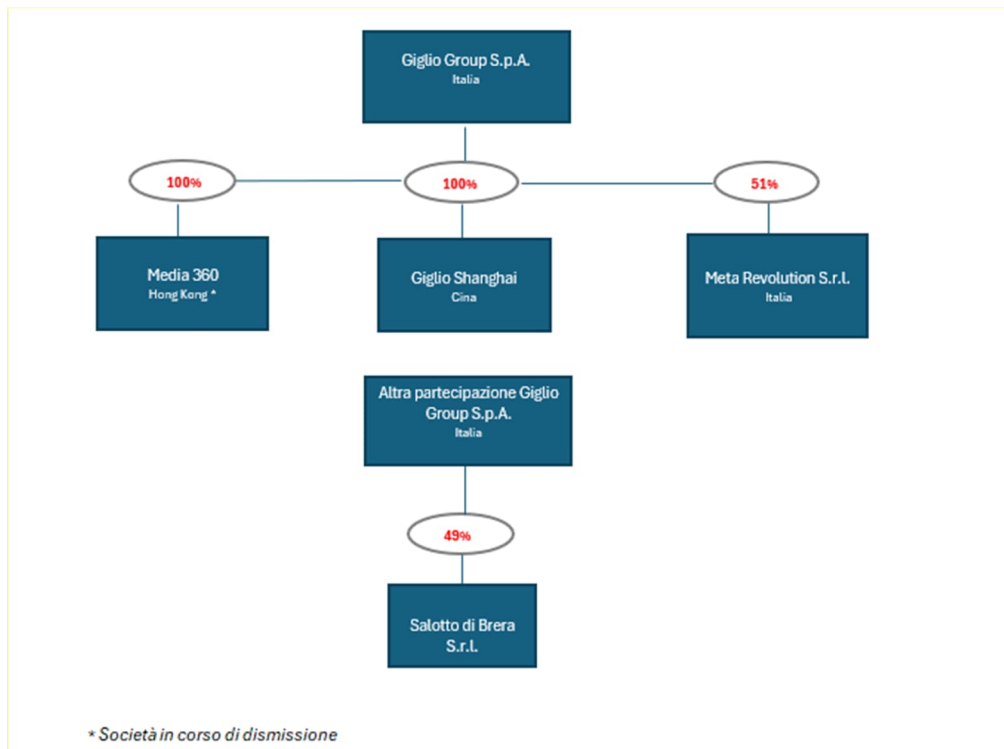 Giglio Group S.p.A.
Italia
100%
100%
51%
Media 360
Hong Kong *
Giglio Shanghai
Cina
Meta Revolution S.r.l.
Italia
Altra partecipazione Giglio
Group S.p.A.
Italia
49%
Salotto di Brera
S.r.l.
* Società in corso di dismissione